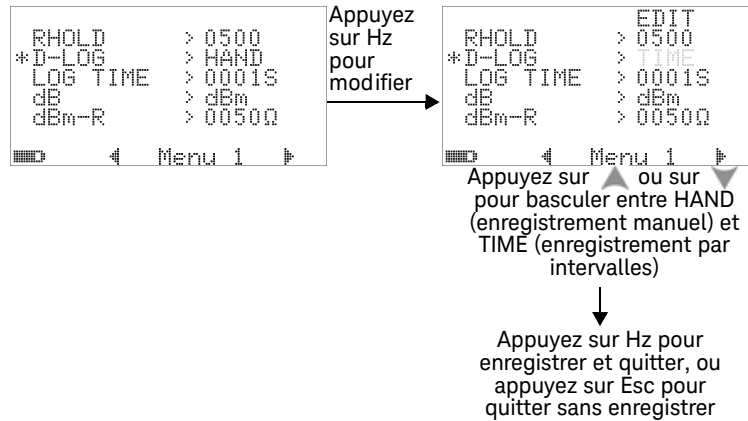 RHOLD > 0500
*D-LOG > HAND
LOG TIME > 0001S
dB > dBm
dBm-R > 0050Ω
Menu 1
Appuyez
sur Hz
pour
modifier
EDIT
RHOLD > 0500
*D-LOG > TIME
LOG TIME > 0001S
dB > dBm
dBm-R > 0050Ω
Menu 1
Appuyez sur ou sur
pour basculer entre HAND
(enregistrement manuel) et
TIME (enregistrement par
intervalles)
Appuyez sur Hz pour
enregistrer et quitter, ou
appuyez sur Esc pour
quitter sans enregistrer